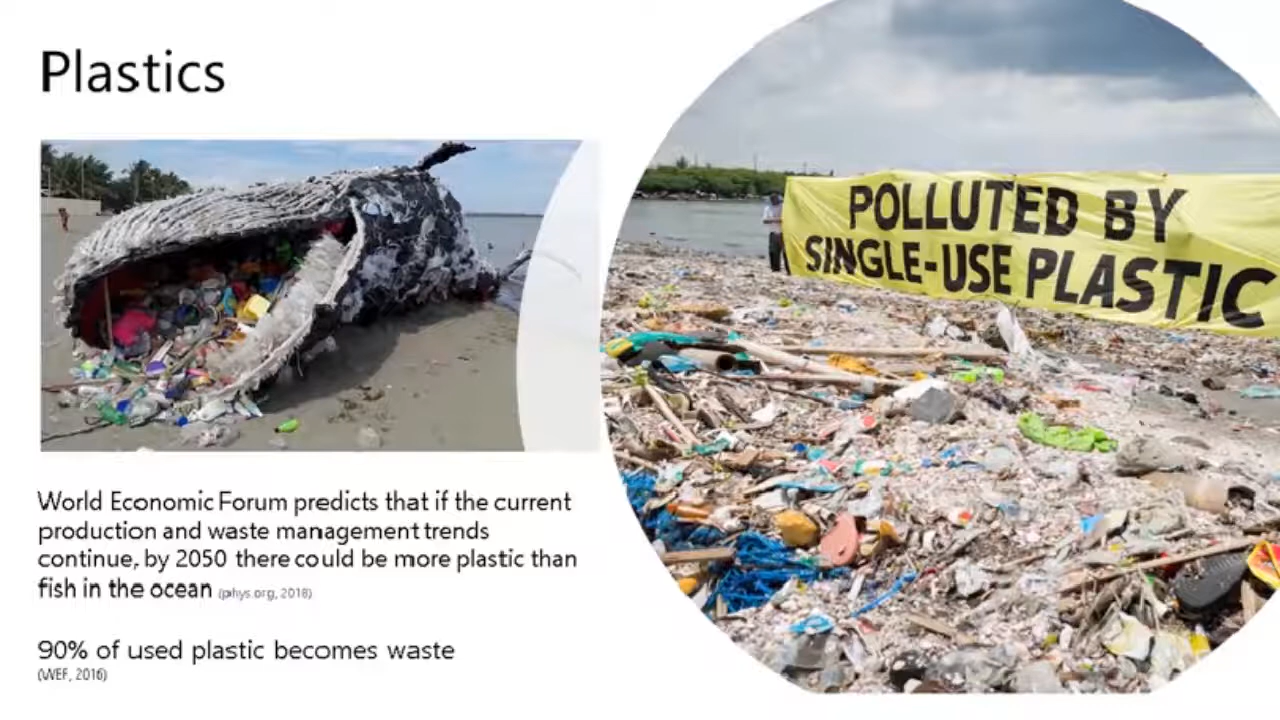 Plastics
POLLUTED BY
SINGLE-USE PLASTIC
World Economic Forum predicts that if the current
production and waste management trends
continue, by 2050 there could be more plastic than
fish in the ocean (phys.org, 2018)
90% of used plastic becomes waste
(WEF, 2016)